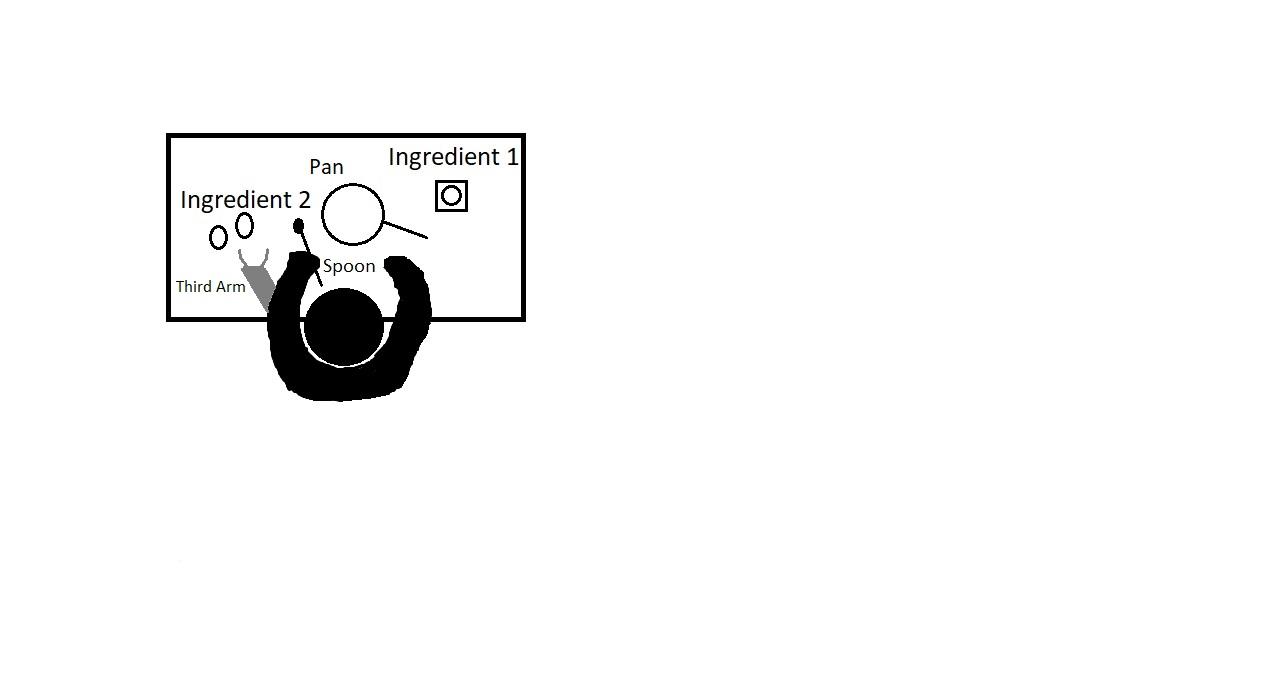 Ingredient 1
Pan
Ingredient 2
Spoon
Third Arm